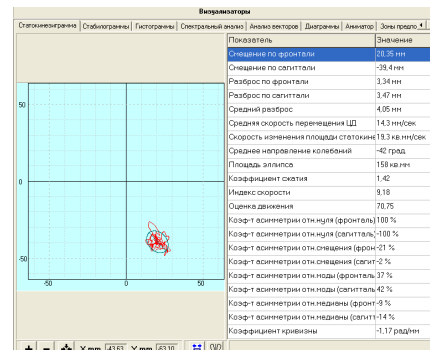 Визуализаторы
Статокинезиграмма Стабилограммы Гистограммы Спектральный анализ Анализ векторов Диаграммы Аниматор Зоны предпо
Показатель Значение
Смещение по фронтали 20,35 мм
Смещение по сагиттали -39,4 мм
Разброс по фронтали 3,34 мм
Разброс по сагиттали 3,47 мм
Средний разброс 4,05 мм
Средняя скорость перемещения ЦД 14,3 мм/сек
Скорость изменения площади статокине 19,3 кв.мм/сек
Среднее направление колебаний -42 град.
Площадь эллипса 158 кв.мм
Коэффициент сжатия 1,42
Индекс скорости 9,18
Оценка движения 70,75
Коэф-т асимметрии отн.нуля (фронталь) 100 %
Коэф-т асимметрии отн.нуля (сагитталь) -100 %
Коэф-т асимметрии отн.смещения (фрон -21 %
Коэф-т асимметрии отн.смещения (сагит -2 %
Коэф-т асимметрии отн.моды (фронталь 37 %
Коэф-т асимметрии отн.моды (сагитталь 42 %
Коэф-т асимметрии отн.медианы (фронт -9 %
Коэф-т асимметрии отн.медианы (сагит -14 %
Коэффициент кривизны -1,17 рад/мм
50
0
-50
-50 0 50
X,mm -43,63 Y,mm -63,10